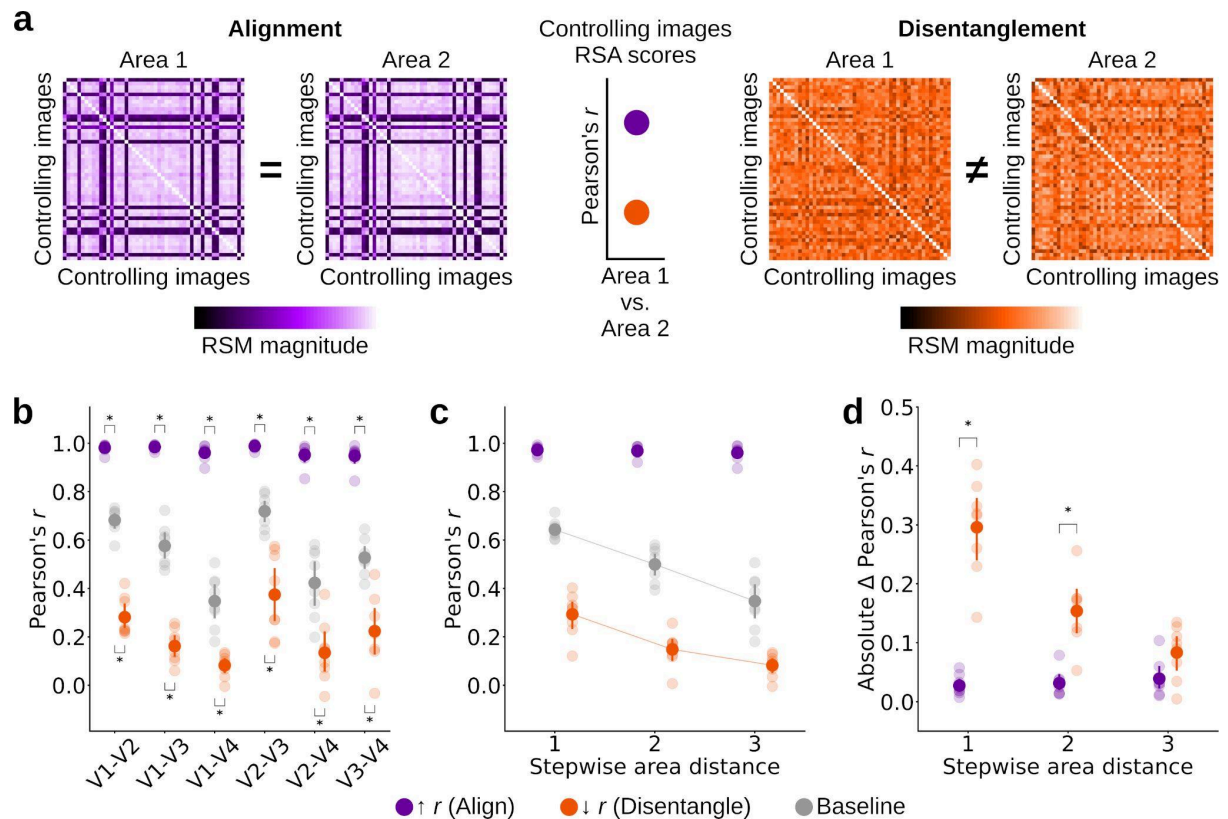 a
Alignment
Area 1
Area 2
Controlling images
Controlling images
=
Controlling images
Controlling images
RSM magnitude
Controlling images
RSA scores
Pearson's r
Area 1
vs.
Area 2
Disentanglement
Area 1
Area 2
Controlling images
Controlling images
≠
Controlling images
Controlling images
RSM magnitude
b
Pearson's r
1.0
0.8
0.6
0.4
0.2
0.0
* * * * * *
* * * * * *
V1-V2
V1-V3
V1-V4
V2-V3
V2-V4
V3-V4
c
Pearson's r
1.0
0.8
0.6
0.4
0.2
0.0
1 2 3
Stepwise area distance
d
Absolute Δ Pearson's r
0.5
0.4
0.3
0.2
0.1
0.0
*
*
1 2 3
Stepwise area distance
↑ r (Align)
↓ r (Disentangle)
Baseline